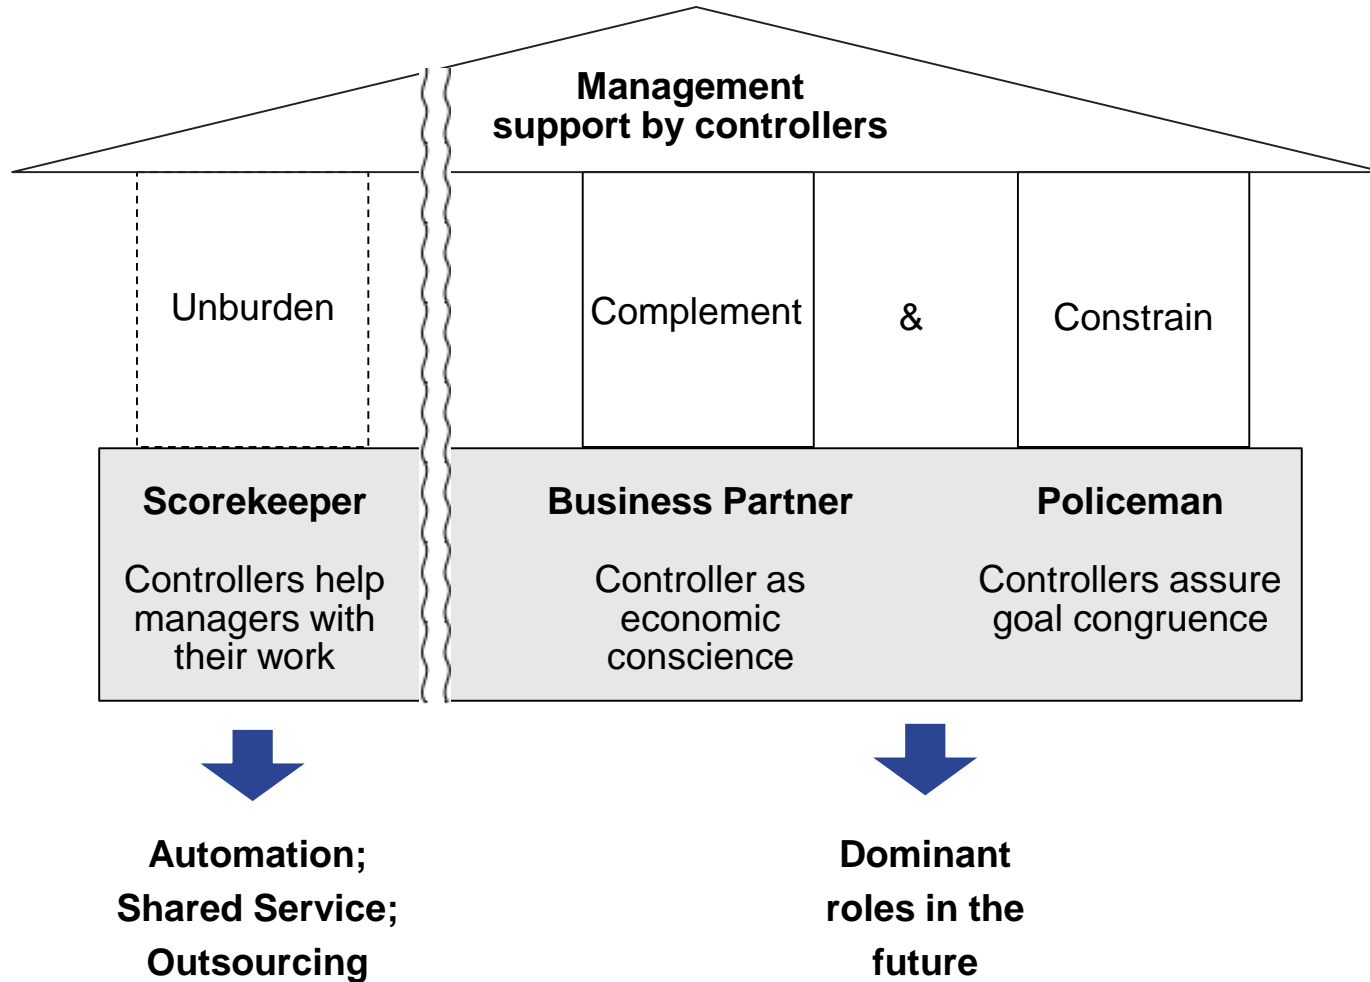 Management
support by controllers
Unburden
Complement
&
Constrain
Scorekeeper
Controllers help
managers with
their work
Business Partner
Controller as
economic
conscience
Policeman
Controllers assure
goal congruence
Automation;
Shared Service;
Outsourcing
Dominant
roles in the
future